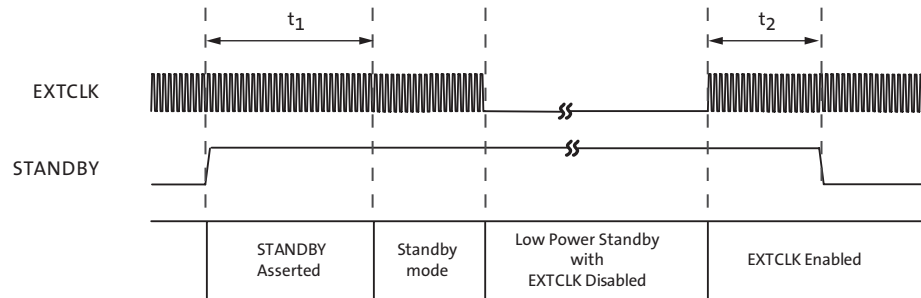 t1
t2
EXTCLK
STANDBY
STANDBY
Asserted
Standby
mode
Low Power Standby
with
EXTCLK Disabled
EXTCLK Enabled